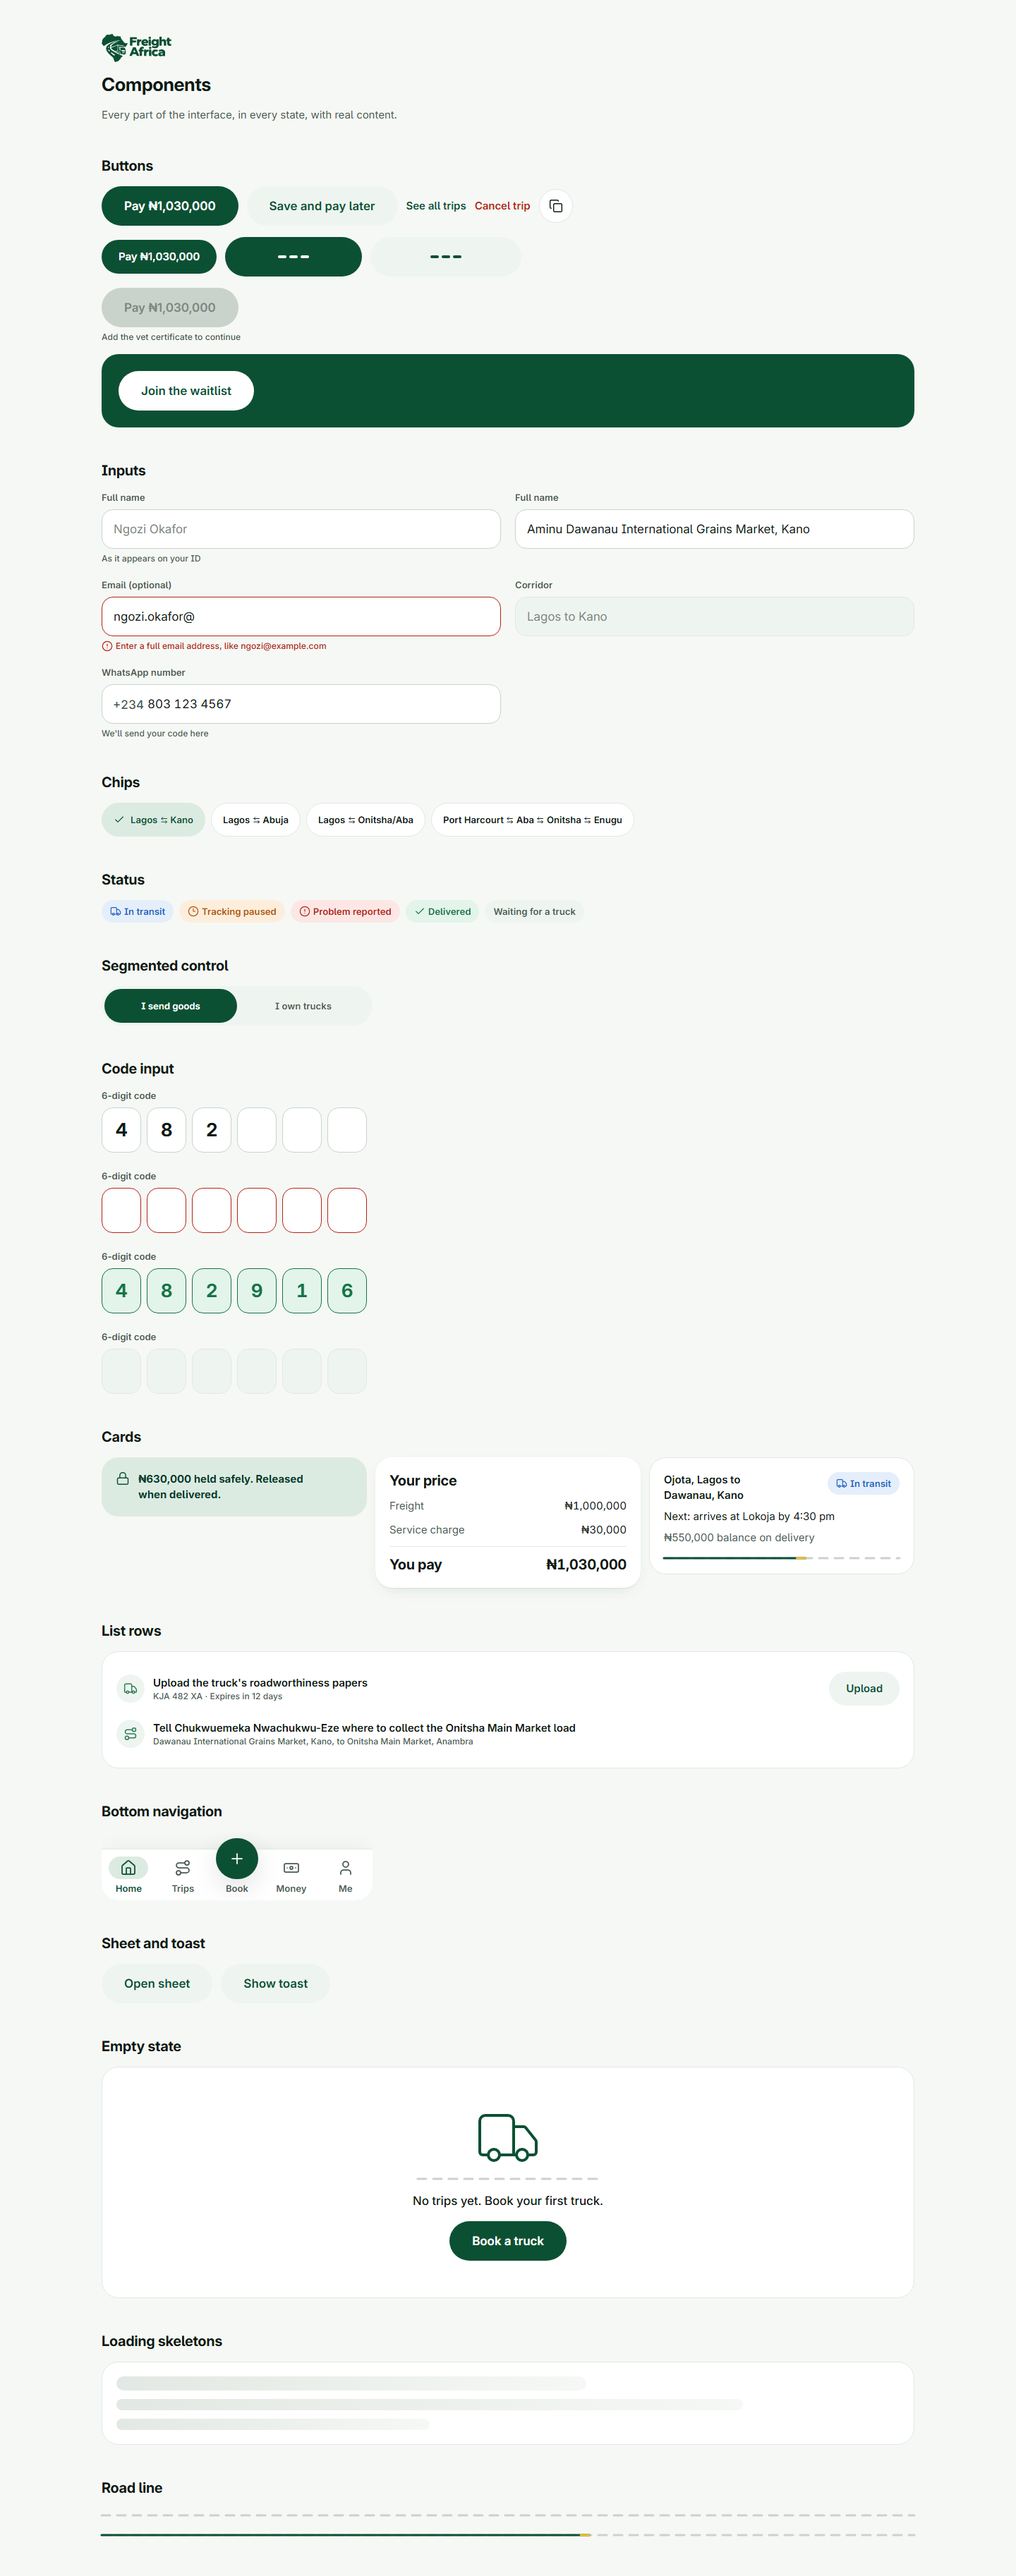 Freight
Africa
Components
Every part of the interface, in every state, with real content.
Buttons
Pay ₦1,030,000
Save and pay later
See all trips
Cancel trip
Pay ₦1,030,000
Pay ₦1,030,000
Add the vet certificate to continue
Join the waitlist
Inputs
Full name
Ngozi Okafor
As it appears on your ID
Full name
Aminu Dawanau International Grains Market, Kano
Email (optional)
ngozi.okafor@
Enter a full email address, like ngozi@example.com
Corridor
Lagos to Kano
WhatsApp number
+234 803 123 4567
We'll send your code here
Chips
Lagos ⇆ Kano
Lagos ⇆ Abuja
Lagos ⇆ Onitsha/Aba
Port Harcourt ⇆ Aba ⇆ Onitsha ⇆ Enugu
Status
In transit
Tracking paused
Problem reported
Delivered
Waiting for a truck
Segmented control
I send goods
I own trucks
Code input
6-digit code
4 8 2
6-digit code
6-digit code
4 8 2 9 1 6
6-digit code
Cards
₦630,000 held safely. Released
when delivered.
Your price
Freight ₦1,000,000
Service charge ₦30,000
You pay ₦1,030,000
Ojota, Lagos to
Dawanau, Kano
In transit
Next: arrives at Lokoja by 4:30 pm
₦550,000 balance on delivery
List rows
Upload the truck's roadworthiness papers
KJA 482 XA · Expires in 12 days
Upload
Tell Chukwuemeka Nwachukwu-Eze where to collect the Onitsha Main Market load
Dawanau International Grains Market, Kano, to Onitsha Main Market, Anambra
Bottom navigation
Home
Trips
Book
Money
Me
Sheet and toast
Open sheet
Show toast
Empty state
No trips yet. Book your first truck.
Book a truck
Loading skeletons
Road line